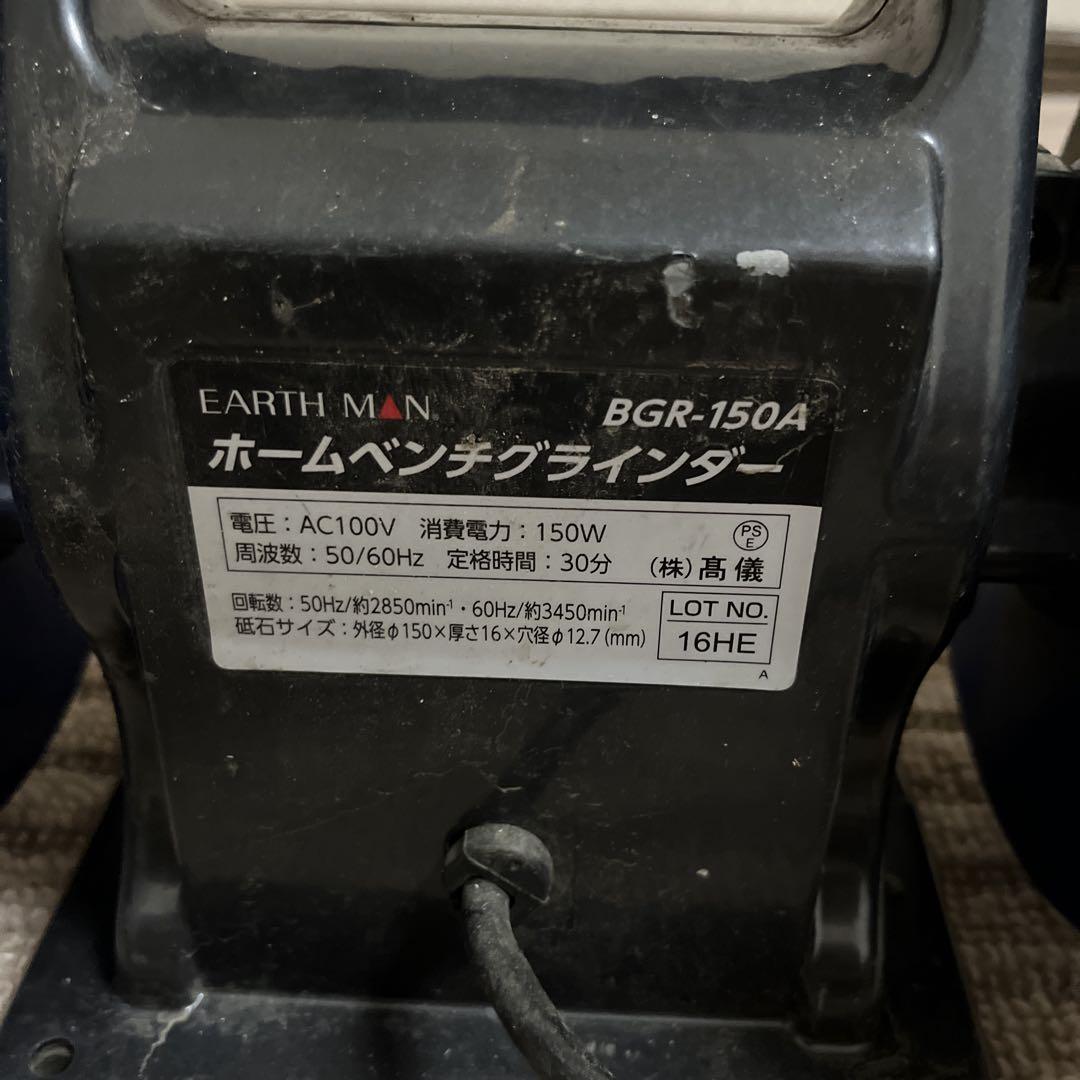 EARTH MAN BGR-150A
ホームベンチグラインダー
電圧：AC100V 消費電力：150W
周波数：50/60Hz 定格時間：30分
PS
E
(株)髙儀
回転数：50Hz/約2850min⁻¹・60Hz/約3450min⁻¹
砥石サイズ：外径φ150×厚さ16×穴径φ12.7(mm)
LOT NO.
16HE
A